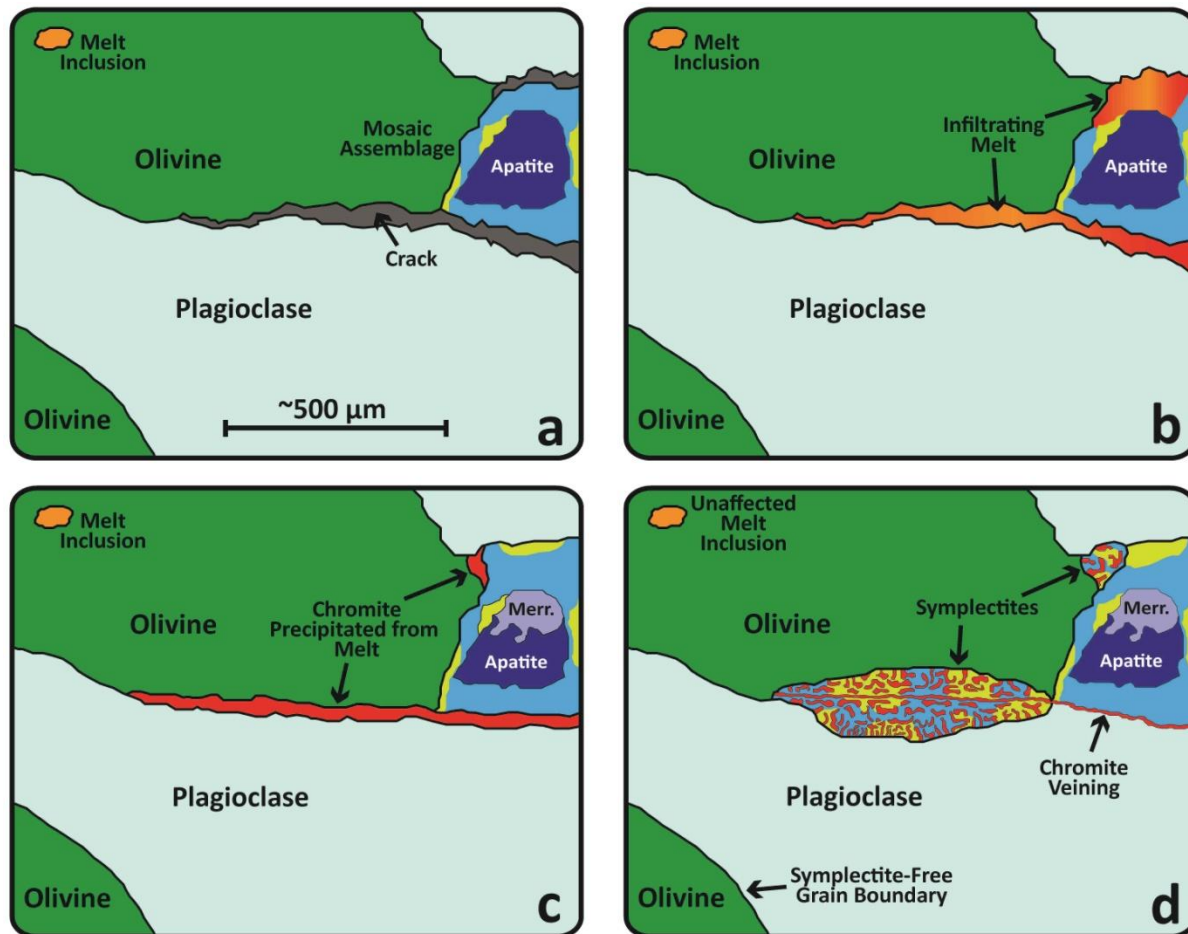 Melt
Inclusion
Mosaic
Assemblage
Olivine
Apatite
Crack
Plagioclase
Olivine
~500 µm
a
Melt
Inclusion
Infiltrating
Melt
Olivine
Apatite
Plagioclase
Olivine
b
Melt
Inclusion
Chromite
Precipitated from
Melt
Olivine
Merr.
Apatite
Plagioclase
Olivine
c
Unaffected
Melt
Inclusion
Symplectites
Olivine
Merr.
Apatite
Plagioclase
Chromite
Veining
Symplectite-Free
Grain Boundary
Olivine
d